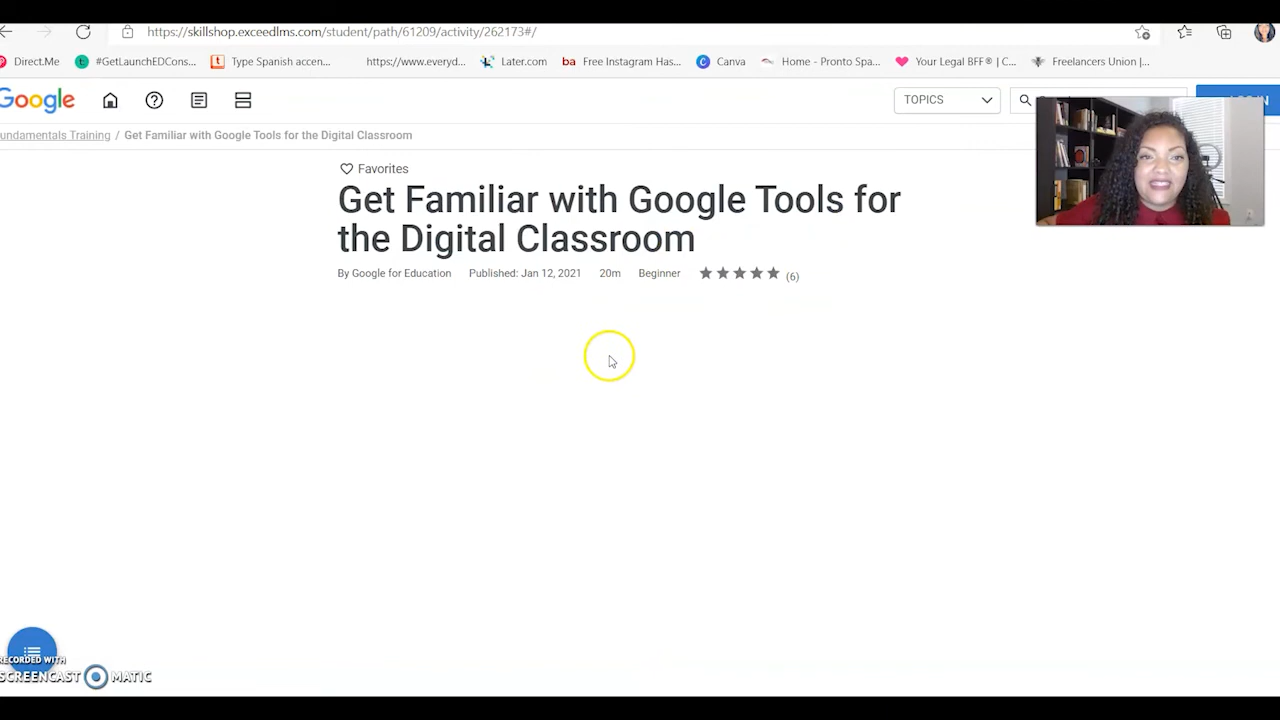 https://skillshop.exceedlms.com/student/path/61209/activity/262173#/
Direct.Me #GetLaunchEDCons... Type Spanish accen... https://www.everyd... Later.com ba Free Instagram Has... Canva Home - Pronto Spa... Your Legal BFF® | C... Freelancers Union |...
Google TOPICS
undamentals Training / Get Familiar with Google Tools for the Digital Classroom
Favorites
Get Familiar with Google Tools for
the Digital Classroom
By Google for Education Published: Jan 12, 2021 20m Beginner (6)
RECORDED WITH
SCREENCAST MATIC